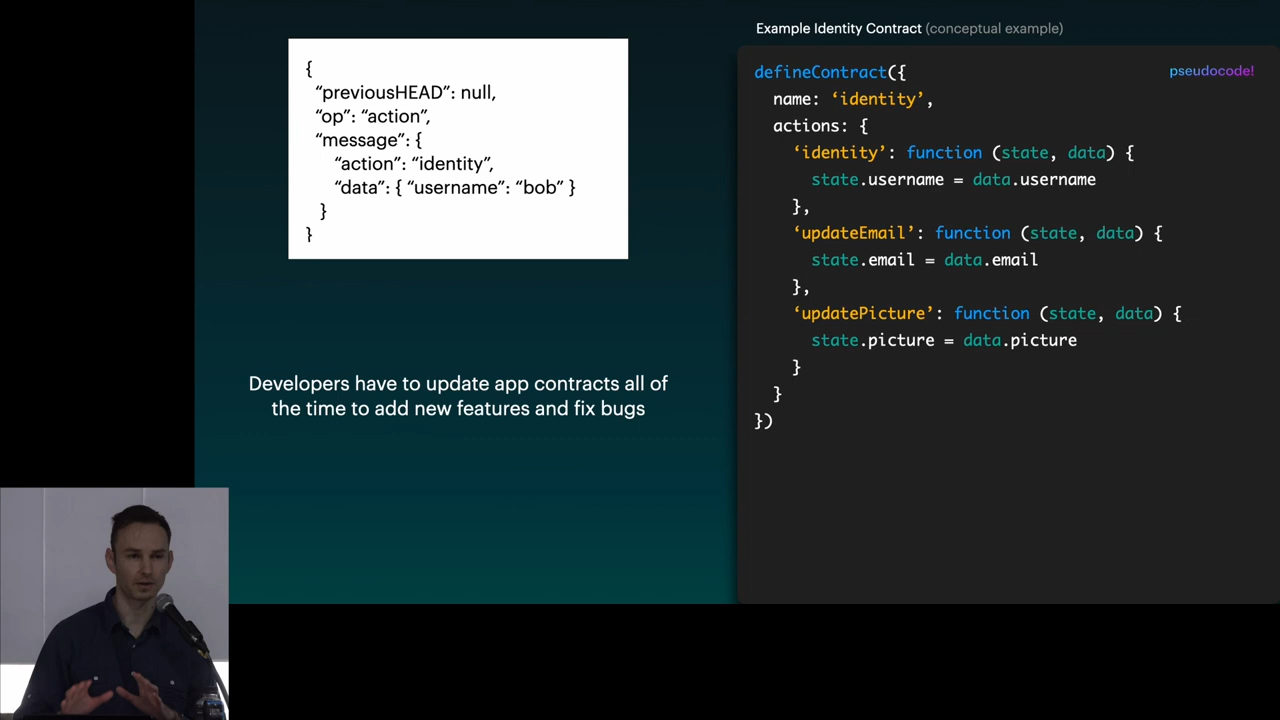 {
“previousHEAD”: null,
“op”: “action”,
“message”: {
“action”: “identity”,
“data”: { “username”: “bob” }
}
}
Developers have to update app contracts all of
the time to add new features and fix bugs
Example Identity Contract (conceptual example)
pseudocode!
defineContract({
name: ‘identity’,
actions: {
‘identity’: function (state, data) {
state.username = data.username
},
‘updateEmail’: function (state, data) {
state.email = data.email
},
‘updatePicture’: function (state, data) {
state.picture = data.picture
}
}
})